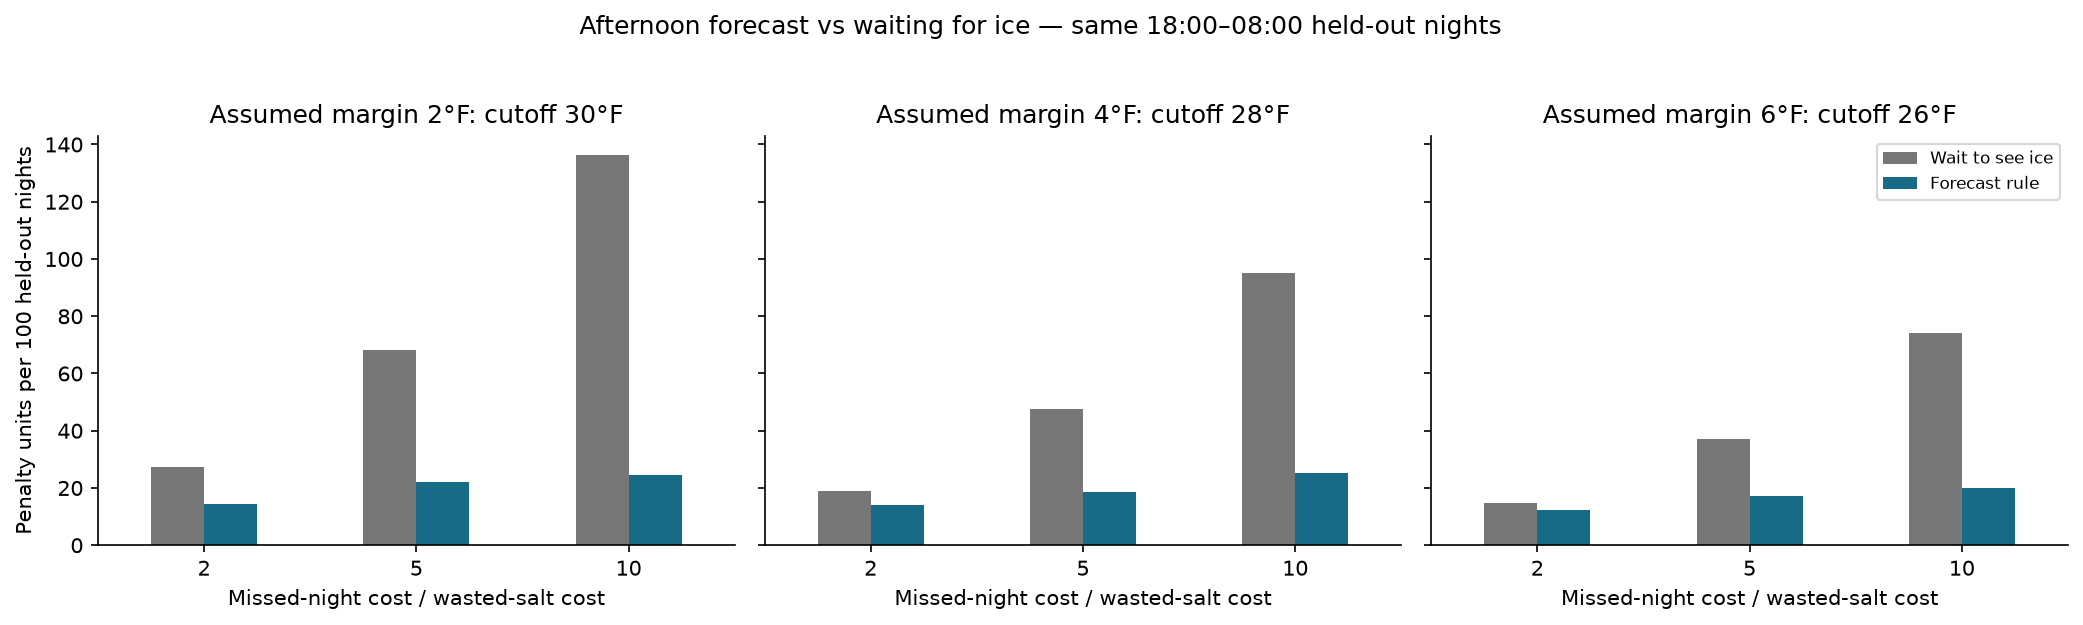 Afternoon forecast vs waiting for ice — same 18:00–08:00 held-out nights
Assumed margin 2°F: cutoff 30°F
Assumed margin 4°F: cutoff 28°F
Assumed margin 6°F: cutoff 26°F
Penalty units per 100 held-out nights
140
120
100
80
60
40
20
0
Wait to see ice
Forecast rule
2 5 10
2 5 10
2 5 10
Missed-night cost / wasted-salt cost
Missed-night cost / wasted-salt cost
Missed-night cost / wasted-salt cost